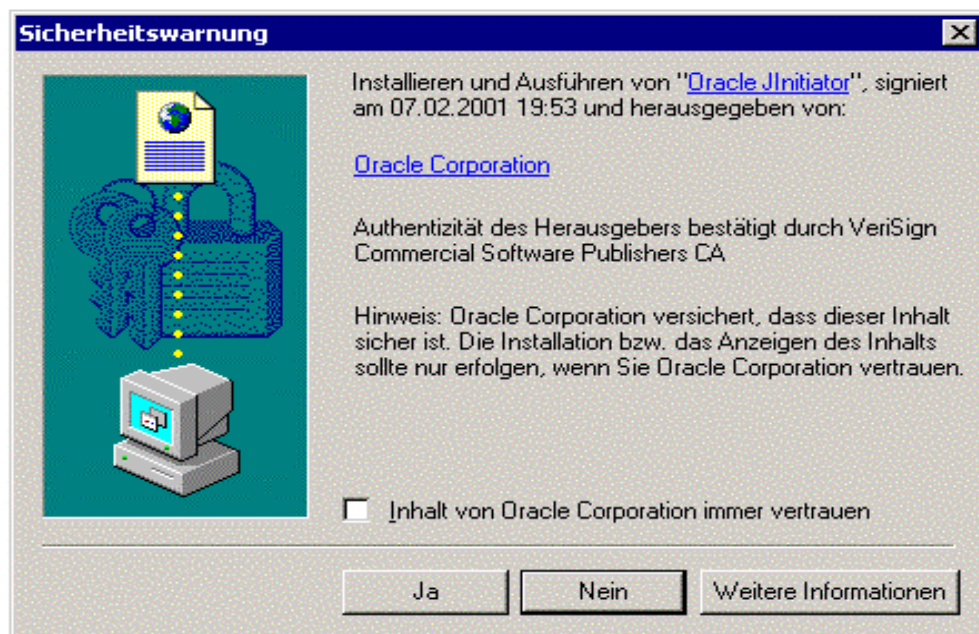 Sicherheitswarnung
Installieren und Ausführen von "Oracle JInitiator", signiert
am 07.02.2001 19:53 und herausgegeben von:
Oracle Corporation
Authentizität des Herausgebers bestätigt durch VeriSign
Commercial Software Publishers CA
Hinweis: Oracle Corporation versichert, dass dieser Inhalt
sicher ist. Die Installation bzw. das Anzeigen des Inhalts
sollte nur erfolgen, wenn Sie Oracle Corporation vertrauen.
Inhalt von Oracle Corporation immer vertrauen
Ja
Nein
Weitere Informationen